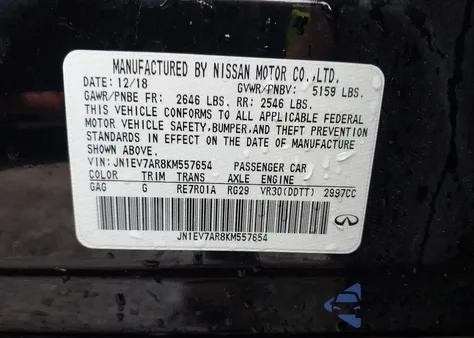 MANUFACTURED BY NISSAN MOTOR CO.,LTD.
DATE: 12/18 GVWR/PNBV: 5159 LBS.
GAWR/PNBE FR: 2646 LBS. RR: 2546 LBS.
THIS VEHICLE CONFORMS TO ALL APPLICABLE FEDERAL
MOTOR VEHICLE SAFETY,BUMPER,AND THEFT PREVENTION
STANDARDS IN EFFECT ON THE DATE OF MANUFACTURE
SHOWN ABOVE.
VIN: JN1EV7AR8KM557654 PASSENGER CAR
COLOR TRIM TRANS AXLE ENGINE
GAG G RE7R01A RG29 VR30(DDTT) 2997CC
JN1EV7AR8KM557654